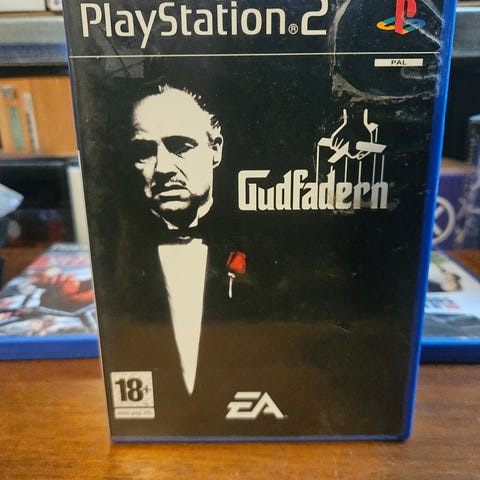 PlayStation®2
PAL
Gudfadern
18+
www.pegi.info
EA